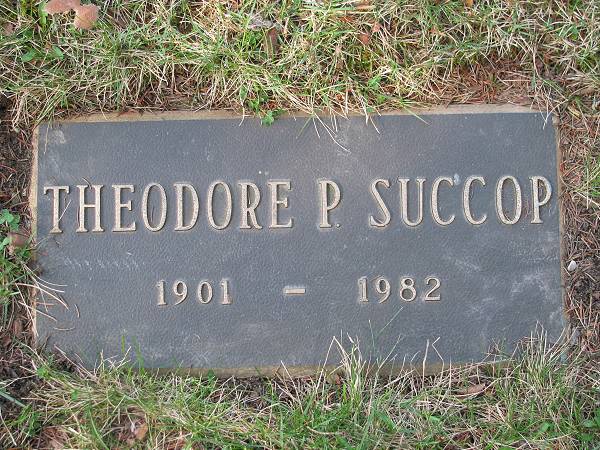 THEODORE P. SUCCOP
1901 - 1982